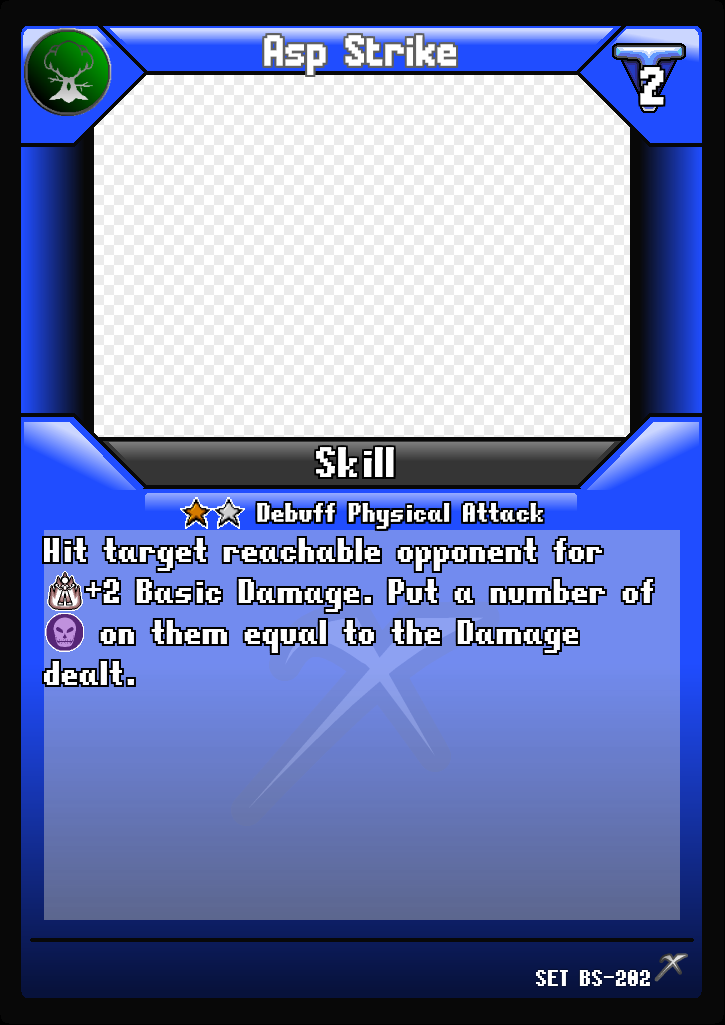 Asp Strike
2
Skill
Debuff Physical Attack
Hit target reachable opponent for
+2 Basic Damage. Put a number of
on them equal to the Damage
dealt.
SET BS-202